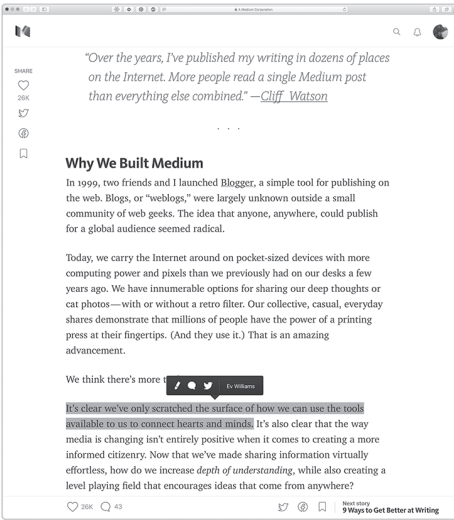 A Medium Corporation
“Over the years, I’ve published my writing in dozens of places
on the Internet. More people read a single Medium post
than everything else combined.” —Cliff Watson
SHARE
26K
. . .
Why We Built Medium
In 1999, two friends and I launched Blogger, a simple tool for publishing on
the web. Blogs, or “weblogs,” were largely unknown outside a small
community of web geeks. The idea that anyone, anywhere, could publish
for a global audience seemed radical.
Today, we carry the Internet around on pocket-sized devices with more
computing power and pixels than we previously had on our desks a few
years ago. We have innumerable options for sharing our deep thoughts or
cat photos — with or without a retro filter. Our collective, casual, everyday
shares demonstrate that millions of people have the power of a printing
press at their fingertips. (And they use it.) That is an amazing
advancement.
We think there’s more t
Ev Williams
It’s clear we’ve only scratched the surface of how we can use the tools
available to us to connect hearts and minds. It’s also clear that the way
media is changing isn’t entirely positive when it comes to creating a more
informed citizenry. Now that we’ve made sharing information virtually
effortless, how do we increase depth of understanding, while also creating a
level playing field that encourages ideas that come from anywhere?
26K 43
Next story
9 Ways to Get Better at Writing